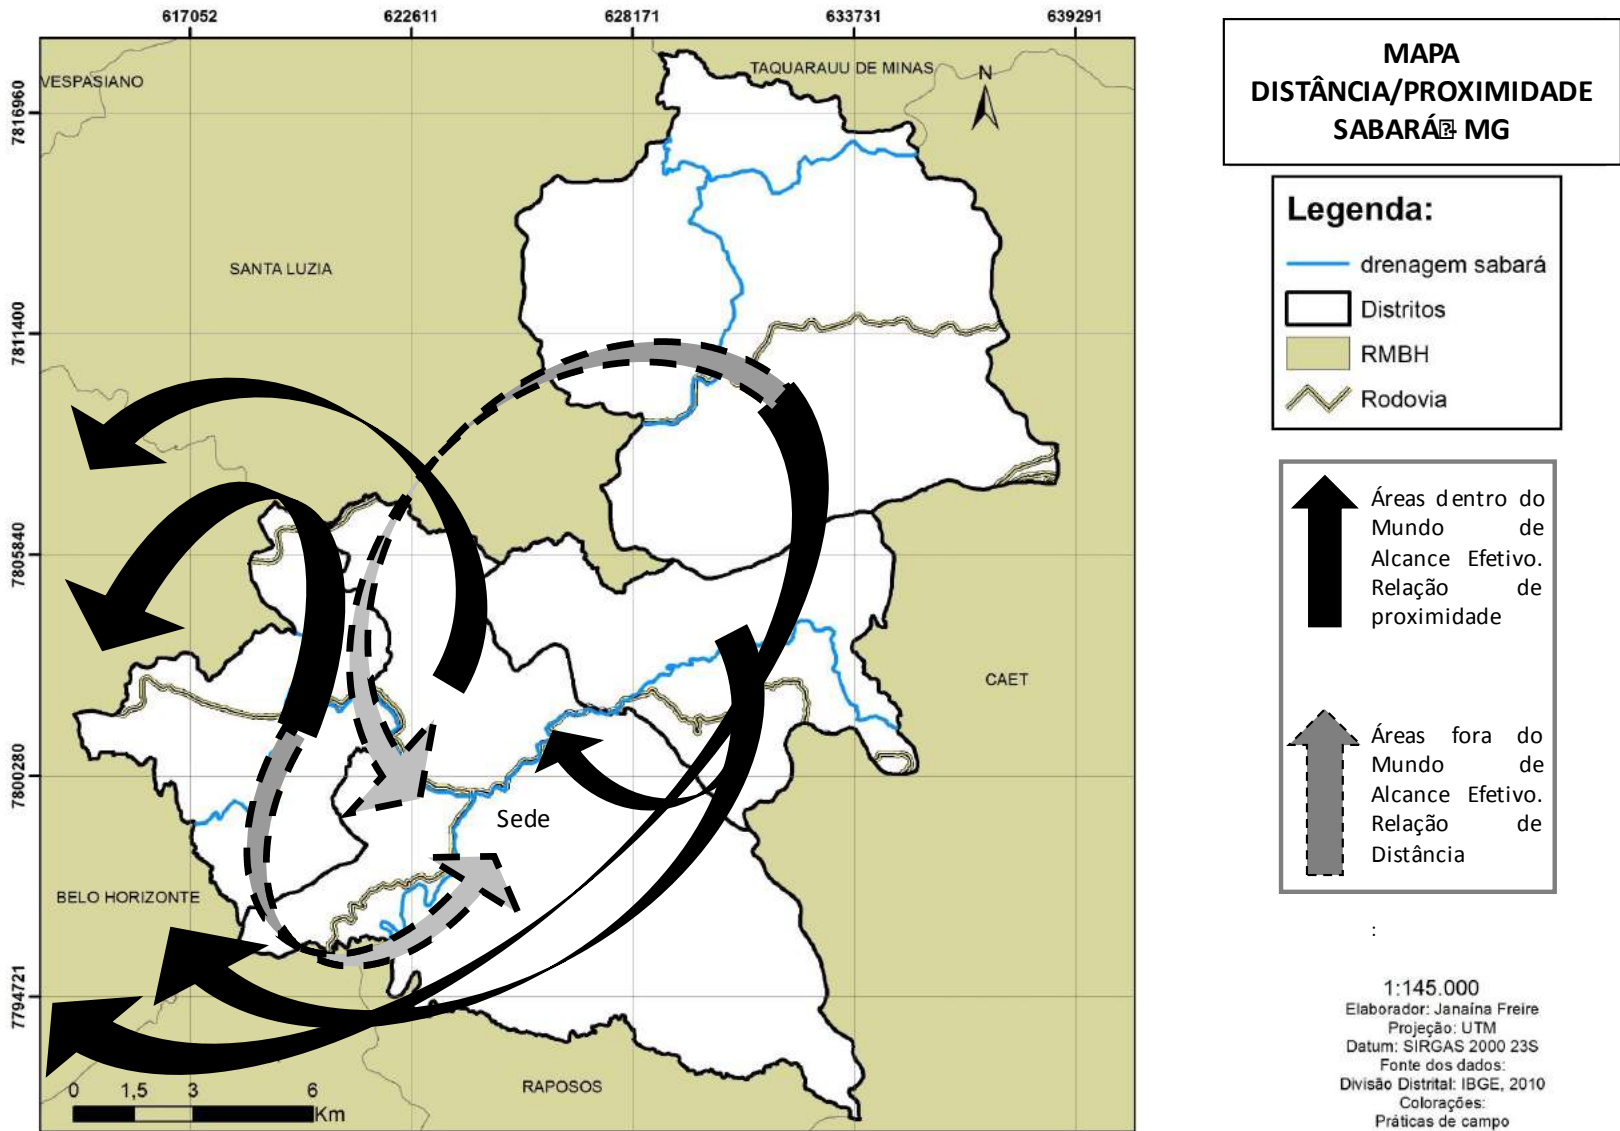 617052 622611 628171 633731 639291
7816960
7811400
7805840
7800280
7794721
VESPASIANO
TAQUARAUU DE MINAS
N
SANTA LUZIA
CAET
Sede
BELO HORIZONTE
RAPOSOS
0 1,5 3 6
Km
MAPA
DISTÂNCIA/PROXIMIDADE
SABARÁ- MG
Legenda:
drenagem sabará
Distritos
RMBH
Rodovia
Áreas dentro do
Mundo de
Alcance Efetivo.
Relação de
proximidade
Áreas fora do
Mundo de
Alcance Efetivo.
Relação de
Distância
:
1:145.000
Elaborador: Janaína Freire
Projeção: UTM
Datum: SIRGAS 2000 23S
Fonte dos dados:
Divisão Distrital: IBGE, 2010
Colorações:
Práticas de campo